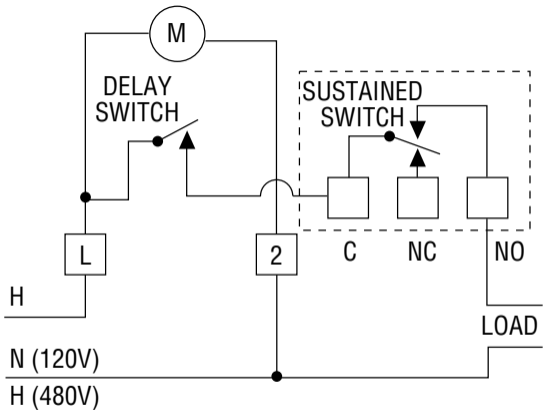 M
DELAY
SWITCH
SUSTAINED
SWITCH
L
2
C NC NO
H
LOAD
N (120V)
H (480V)